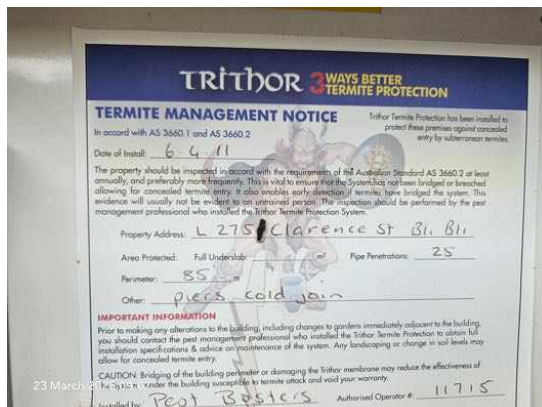 TRiTHOR 3 WAYS BETTER TERMITE PROTECTION
TERMITE MANAGEMENT NOTICE
In accord with AS 3660.1 and AS 3660.2
Trithor Termite Protection has been installed to
protect these premises against concealed
entry by subterranean termites.
Date of Install: 6-4-11
The property should be inspected in accord with the requirements of the Australian Standard AS 3660.2 at least
annually, and preferably more frequently. This is vital to ensure that the System has not been bridged or breached
allowing for concealed termite entry. It also enables early detection if termites have bridged the system. This
evidence will usually not be evident to an untrained person. The inspection should be performed by the pest
management professional who installed the Trithor Termite Protection System.
Property Address: L 275 Clarence St Bli Bli
Area Protected: Full Underslab: m² Pipe Penetrations: 25
Perimeter: 85 m
Other: piers cold join
IMPORTANT INFORMATION
Prior to making any alterations to the building, including changes to gardens immediately adjacent to the building,
you should contact the pest management professional who installed the Trithor Termite Protection to obtain full
installation specifications & advice on maintenance of the system. Any landscaping or change in soil levels may
allow for concealed termite entry.
CAUTION: Bridging of the building perimeter or damaging the Trithor membrane may reduce the effectiveness of
under the building susceptible to termite attack and void your warranty.
23 March
Installed by: Pest Busters Authorised Operator #: 11715